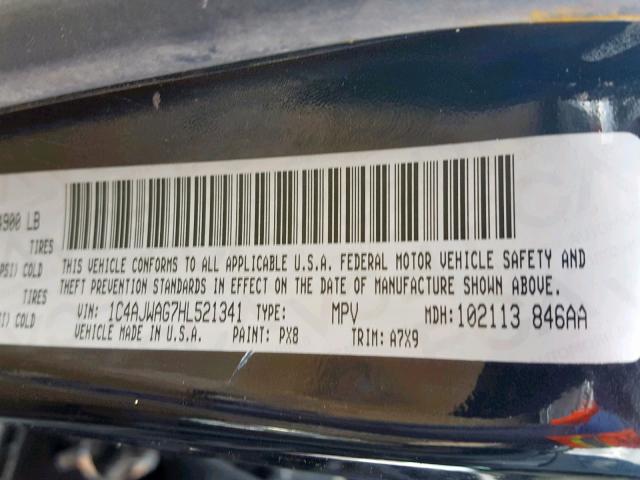 4900 LB
TIRES
PSI) COLD
TIRES
I) COLD
THIS VEHICLE CONFORMS TO ALL APPLICABLE U.S.A. FEDERAL MOTOR VEHICLE SAFETY AND
THEFT PREVENTION STANDARDS IN EFFECT ON THE DATE OF MANUFACTURE SHOWN ABOVE.
VIN: 1C4AJWAG7HL521341 TYPE: MPV MDH: 102113 846AA
VEHICLE MADE IN U.S.A. PAINT: PX8 TRIM: A7X9